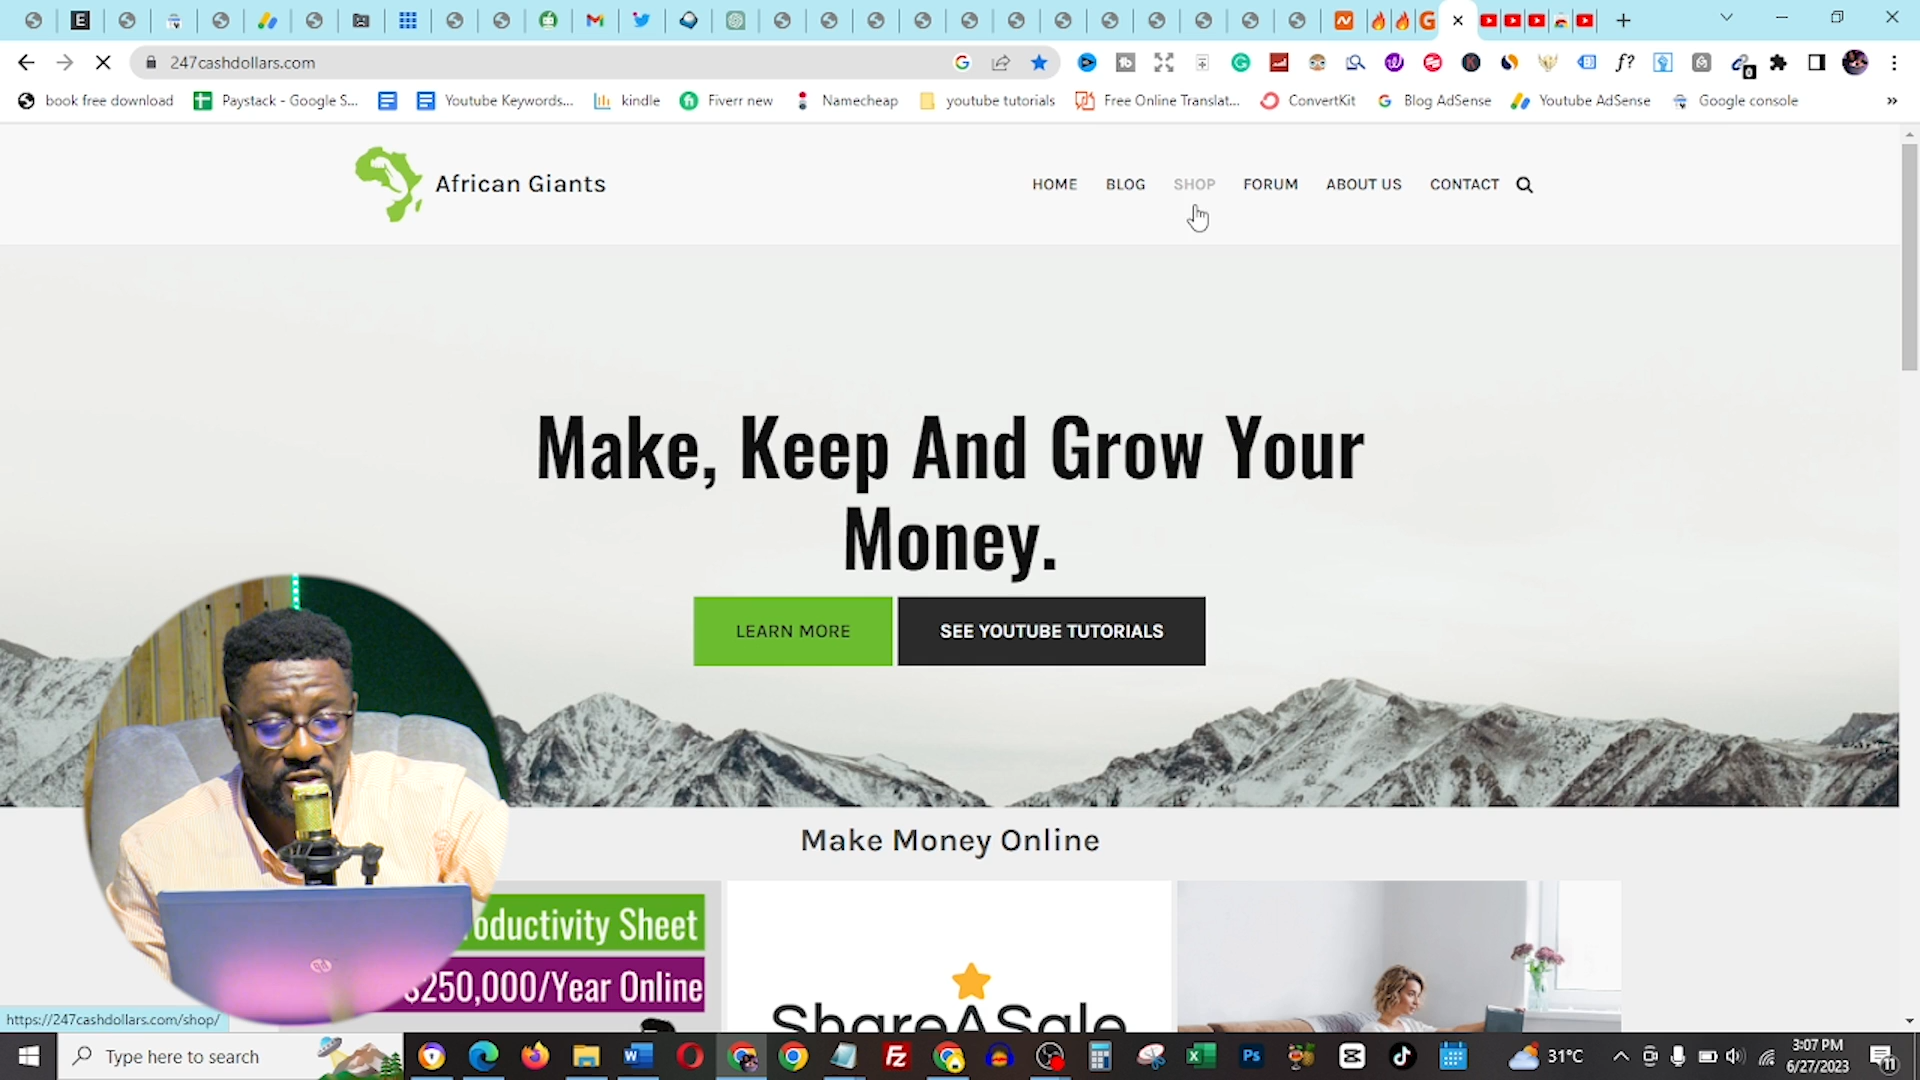 247cashdollars.com
book free download
Paystack - Google S...
Youtube Keywords...
kindle
Fiverr new
Namecheap
youtube tutorials
Free Online Translat...
ConvertKit
Blog AdSense
Youtube AdSense
Google console
»
African Giants
HOME
BLOG
SHOP
FORUM
ABOUT US
CONTACT
Make, Keep And Grow Your
Money.
LEARN MORE
SEE YOUTUBE TUTORIALS
Make Money Online
oductivity Sheet
$250,000/Year Online
ShareASale
hp
https://247cashdollars.com/shop/
Type here to search
31°C
3:07 PM
6/27/2023
11